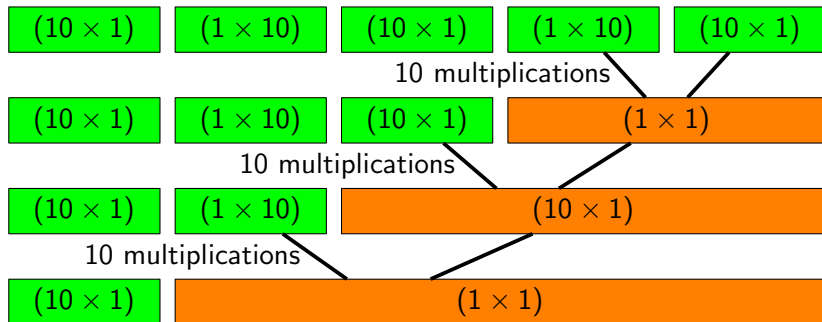 (10 × 1) (1 × 10) (10 × 1) (1 × 10) (10 × 1)
10 multiplications
(10 × 1) (1 × 10) (10 × 1) (1 × 1)
10 multiplications
(10 × 1) (1 × 10) (10 × 1)
10 multiplications
(10 × 1) (1 × 1)